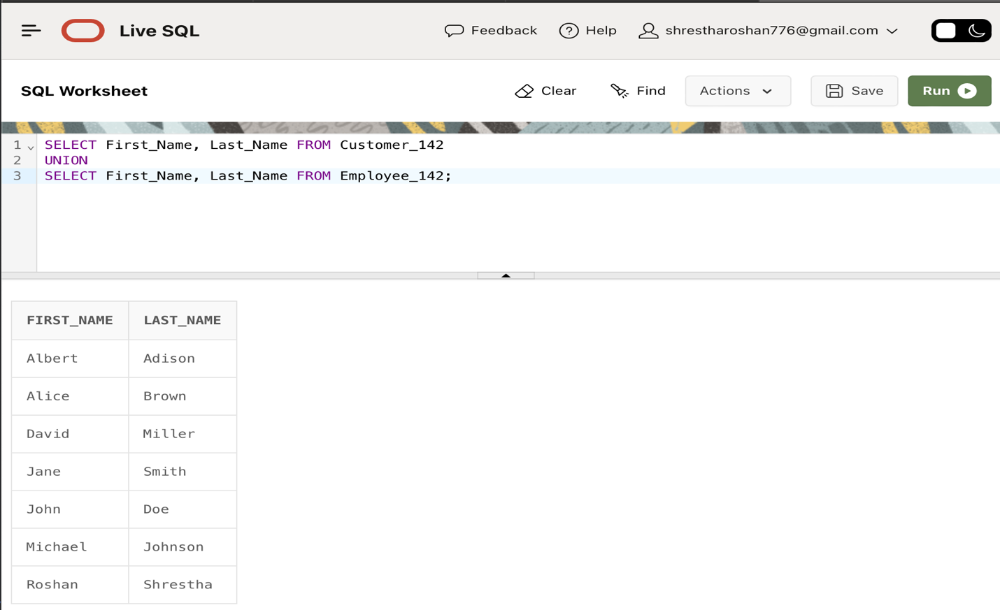 Live SQL Feedback Help shrestharoshan776@gmail.com
SQL Worksheet Clear Find Actions Save Run
1 SELECT First_Name, Last_Name FROM Customer_142
2 UNION
3 SELECT First_Name, Last_Name FROM Employee_142;
FIRST_NAME LAST_NAME
Albert Adison
Alice Brown
David Miller
Jane Smith
John Doe
Michael Johnson
Roshan Shrestha